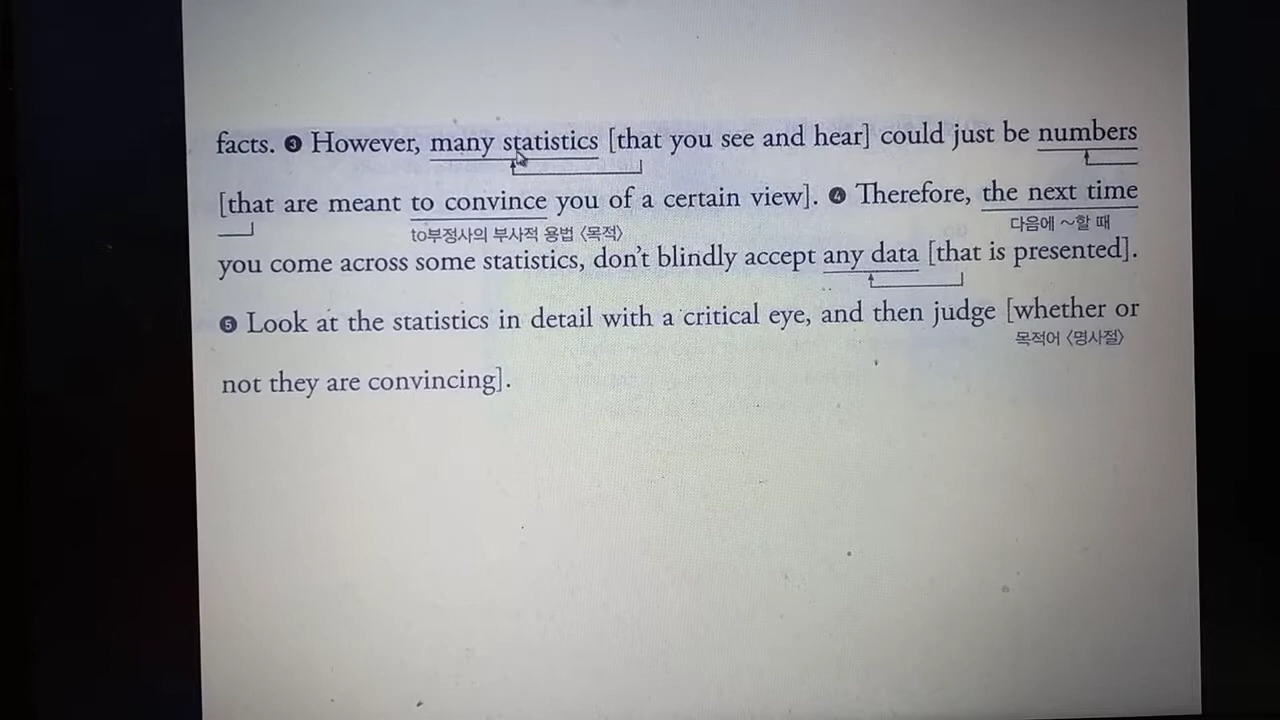 facts. ❸ However, many statistics [that you see and hear] could just be numbers
[that are meant to convince you of a certain view]. ❹ Therefore, the next time
to부정사의 부사적 용법 〈목적〉 다음에 ~할 때
you come across some statistics, don't blindly accept any data [that is presented].
❺ Look at the statistics in detail with a critical eye, and then judge [whether or
목적어 〈명사절〉
not they are convincing].